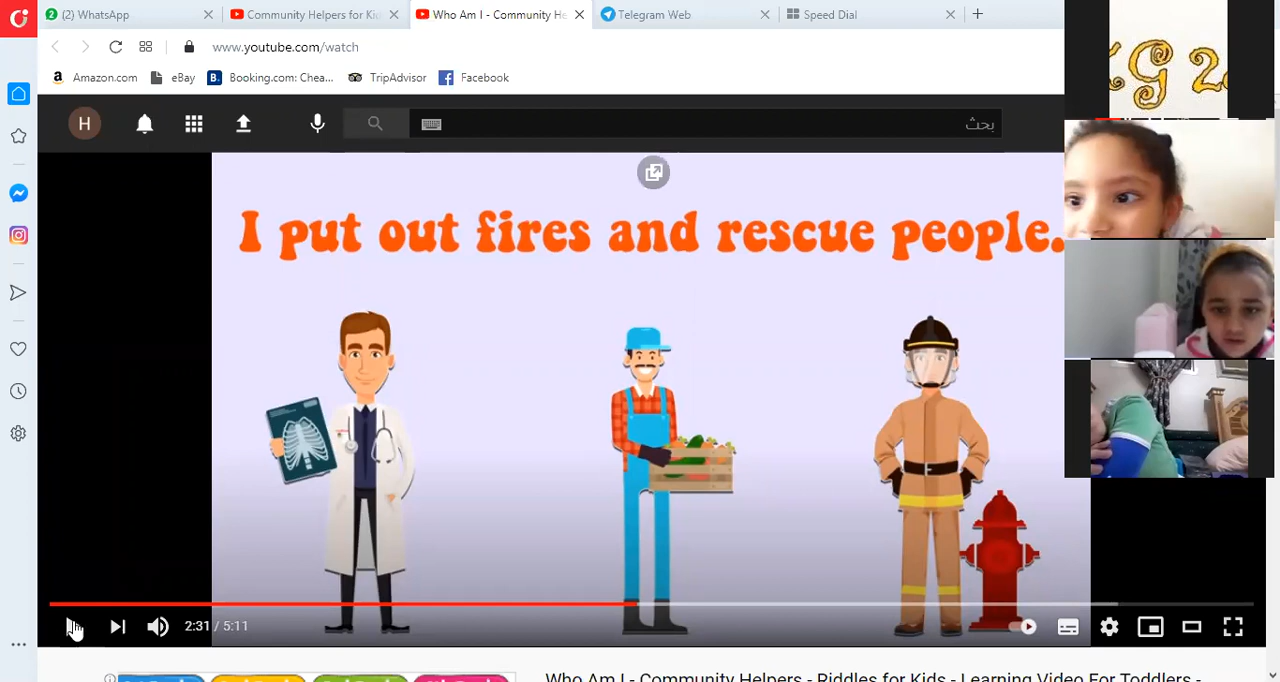 (2) WhatsApp
Community Helpers for Ki
Who Am I - Community He
Telegram Web
Speed Dial
www.youtube.com/watch
Amazon.com
eBay
Booking.com: Chea...
TripAdvisor
Facebook
H
بحث
KG 2
I put out fires and rescue people.
2:31 / 5:11
Who Am I - Community Helpers - Riddles for Kids - Learning Video For Toddlers -